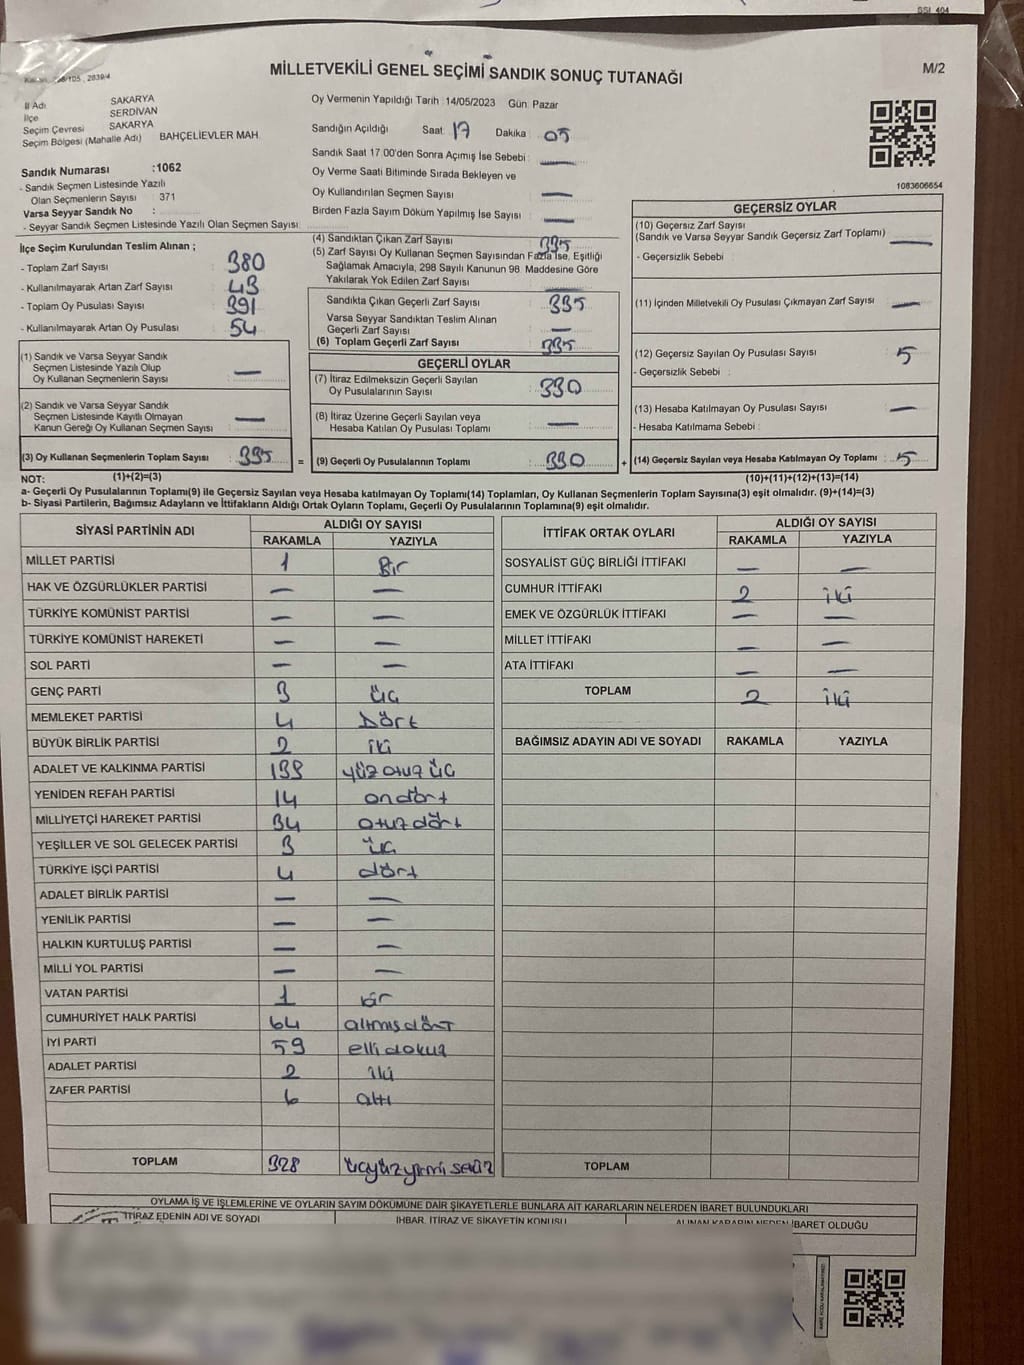 SSI 404
MİLLETVEKİLİ GENEL SEÇİMİ SANDIK SONUÇ TUTANAĞI
M/2
İl Adı SAKARYA
İlçe SERDİVAN
Seçim Çevresi SAKARYA
Seçim Bölgesi (Mahalle Adı) BAHÇELİEVLER MAH.
Sandık Numarası :1062
- Sandık Seçmen Listesinde Yazılı
Olan Seçmenlerin Sayısı : 371
Varsa Seyyar Sandık No :
- Seyyar Sandık Seçmen Listesinde Yazılı Olan Seçmen Sayısı:
Oy Vermenin Yapıldığı Tarih :14/05/2023 Gün: Pazar
Sandığın Açıldığı Saat: 17 Dakika : 05
Sandık Saat 17.00'den Sonra Açımış İse Sebebi : —
Oy Verme Saati Bitiminde Sırada Bekleyen ve
Oy Kullandırılan Seçmen Sayısı —
Birden Fazla Sayım Döküm Yapılmış İse Sayısı : —
1083606654
İlçe Seçim Kurulundan Teslim Alınan ;
- Toplam Zarf Sayısı 380
- Kullanılmayarak Artan Zarf Sayısı : 43
- Toplam Oy Pusulası Sayısı : 391
- Kullanılmayarak Artan Oy Pusulası : 54
(4) Sandıktan Çıkan Zarf Sayısı : 335
(5) Zarf Sayısı Oy Kullanan Seçmen Sayısından Fazla İse, Eşitliği
Sağlamak Amacıyla, 298 Sayılı Kanunun 98. Maddesine Göre
Yakılarak Yok Edilen Zarf Sayısı : —
Sandıkta Çıkan Geçerli Zarf Sayısı : 335
Varsa Seyyar Sandıktan Teslim Alınan
Geçerli Zarf Sayısı : —
(6) Toplam Geçerli Zarf Sayısı : 335
GEÇERSİZ OYLAR
(10) Geçersiz Zarf Sayısı :
(Sandık ve Varsa Seyyar Sandık Geçersiz Zarf Toplamı) —
- Geçersizlik Sebebi :
(11) İçinden Milletvekili Oy Pusulası Çıkmayan Zarf Sayısı : —
(12) Geçersiz Sayılan Oy Pusulası Sayısı : 5
- Geçersizlik Sebebi :
(13) Hesaba Katılmayan Oy Pusulası Sayısı : —
- Hesaba Katılmama Sebebi :
(1) Sandık ve Varsa Seyyar Sandık
Seçmen Listesinde Yazılı Olup
Oy Kullanan Seçmenlerin Sayısı : —
(2) Sandık ve Varsa Seyyar Sandık
Seçmen Listesinde Kayıtlı Olmayan
Kanun Gereği Oy Kullanan Seçmen Sayısı : —
GEÇERLİ OYLAR
(7) İtiraz Edilmeksizin Geçerli Sayılan
Oy Pusulalarının Sayısı : 330
(8) İtiraz Üzerine Geçerli Sayılan veya
Hesaba Katılan Oy Pusulası Toplamı : —
(3) Oy Kullanan Seçmenlerin Toplam Sayısı : 335 = (9) Geçerli Oy Pusulalarının Toplamı : 330 + (14) Geçersiz Sayılan veya Hesaba Katılmayan Oy Toplamı : 5
NOT: (1)+(2)=(3) (10)+(11)+(12)+(13)=(14)
a- Geçerli Oy Pusulalarının Toplamı(9) ile Geçersiz Sayılan veya Hesaba katılmayan Oy Toplamı(14) Toplamları, Oy Kullanan Seçmenlerin Toplam Sayısına(3) eşit olmalıdır. (9)+(14)=(3)
b- Siyasi Partilerin, Bağımsız Adayların ve İttifakların Aldığı Ortak Oyların Toplamı, Geçerli Oy Pusulalarının Toplamına(9) eşit olmalıdır.
SİYASİ PARTİNİN ADI ALDIĞI OY SAYISI
RAKAMLA YAZIYLA
MİLLET PARTİSİ 1 Bir
HAK VE ÖZGÜRLÜKLER PARTİSİ — —
TÜRKİYE KOMÜNİST PARTİSİ — —
TÜRKİYE KOMÜNİST HAREKETİ — —
SOL PARTİ — —
GENÇ PARTİ 3 üç
MEMLEKET PARTİSİ 4 Dört
BÜYÜK BİRLİK PARTİSİ 2 iki
ADALET VE KALKINMA PARTİSİ 133 yüz otuz üç
YENİDEN REFAH PARTİSİ 14 ondört
MİLLİYETÇİ HAREKET PARTİSİ 34 otuz dört
YEŞİLLER VE SOL GELECEK PARTİSİ 3 üç
TÜRKİYE İŞÇİ PARTİSİ 4 dört
ADALET BİRLİK PARTİSİ — —
YENİLİK PARTİSİ — —
HALKIN KURTULUŞ PARTİSİ — —
MİLLİ YOL PARTİSİ — —
VATAN PARTİSİ 1 bir
CUMHURİYET HALK PARTİSİ 64 altmış dört
İYİ PARTİ 59 elli dokuz
ADALET PARTİSİ 2 iki
ZAFER PARTİSİ 6 altı
TOPLAM 328 üçyüz yirmi sekiz
İTTİFAK ORTAK OYLARI ALDIĞI OY SAYISI
RAKAMLA YAZIYLA
SOSYALİST GÜÇ BİRLİĞİ İTTİFAKI — —
CUMHUR İTTİFAKI 2 iki
EMEK VE ÖZGÜRLÜK İTTİFAKI — —
MİLLET İTTİFAKI — —
ATA İTTİFAKI — —
TOPLAM 2 iki
BAĞIMSIZ ADAYIN ADI VE SOYADI RAKAMLA YAZIYLA
TOPLAM
OYLAMA İŞ VE İŞLEMLERİNE VE OYLARIN SAYIM DÖKÜMÜNE DAİR ŞİKAYETLERLE BUNLARA AİT KARARLARIN NELERDEN İBARET BULUNDUKLARI
İTİRAZ EDENİN ADI VE SOYADI İHBAR, İTİRAZ VE ŞİKAYETİN KONUSU ALINAN KARARIN NEDEN İBARET OLDUĞU